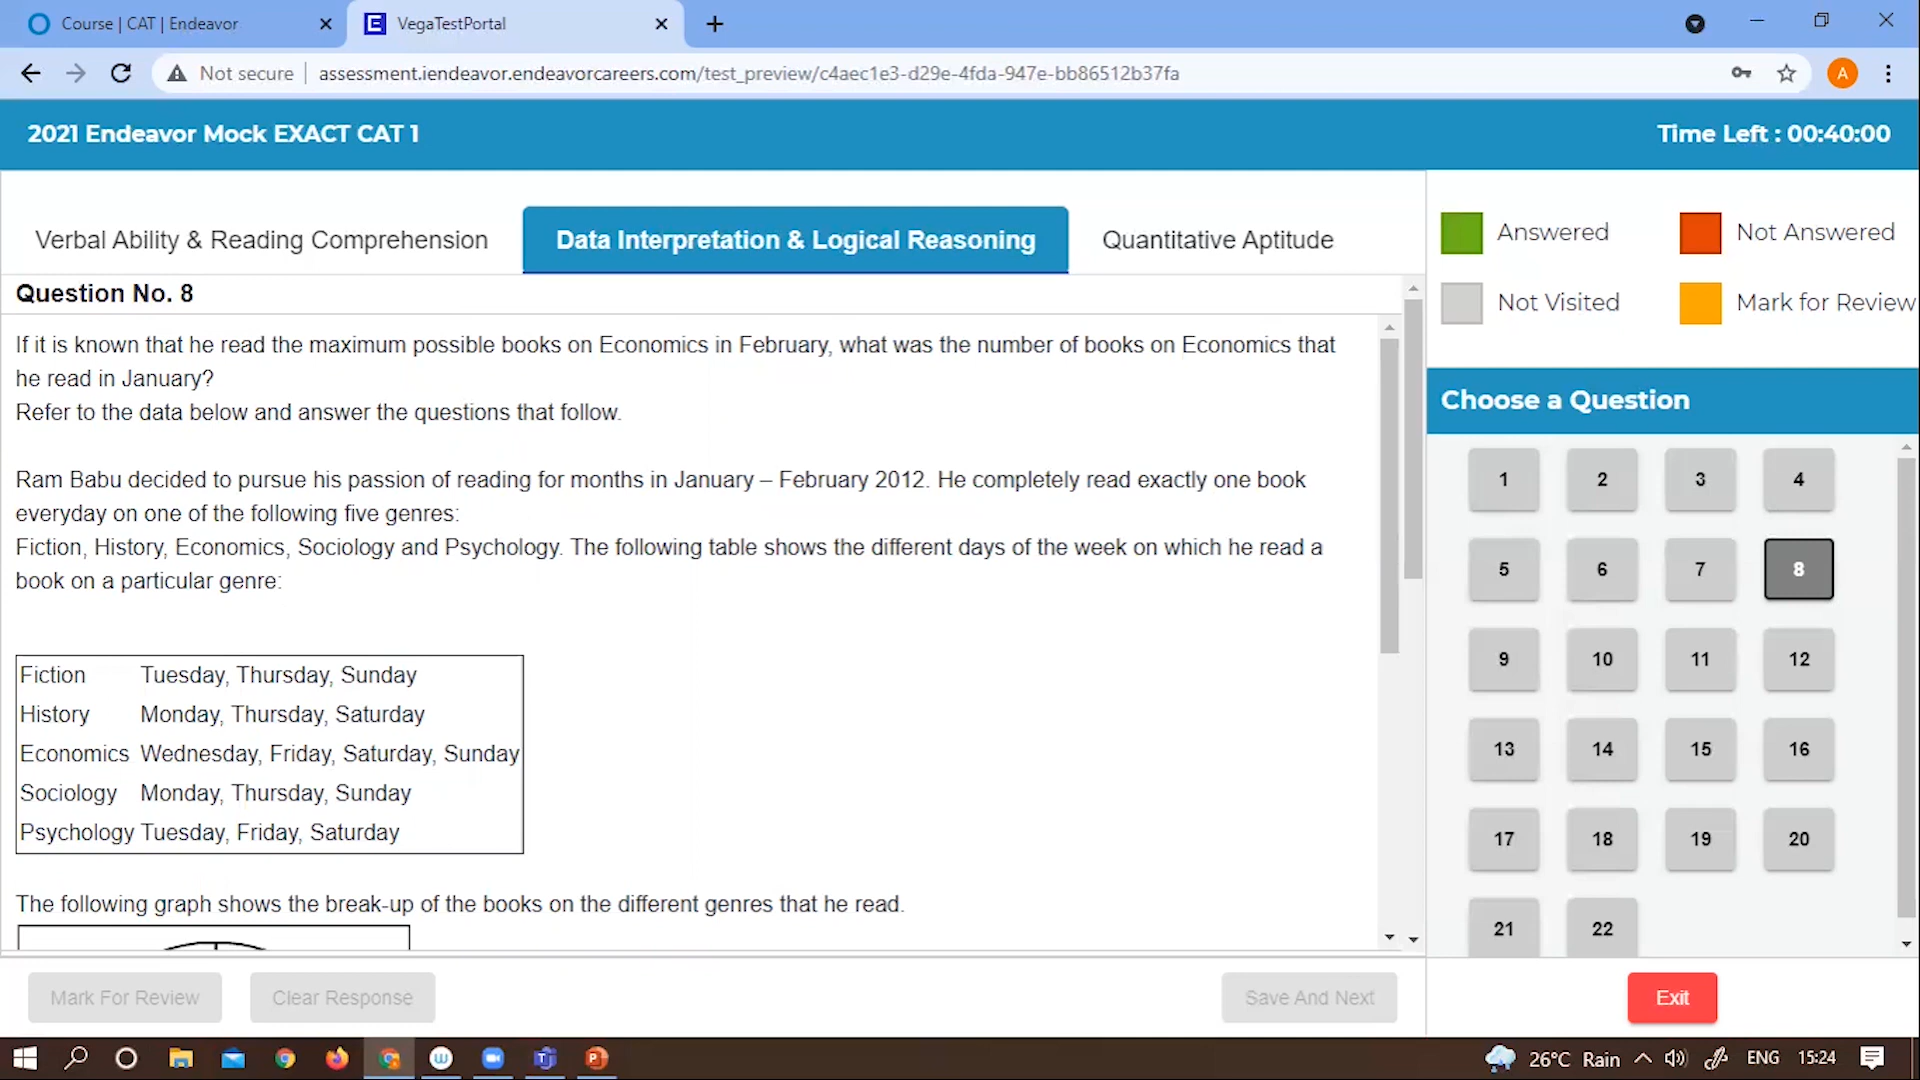 Course | CAT | Endeavor
VegaTestPortal
Not secure
assessment.iendeavor.endeavorcareers.com/test_preview/c4aec1e3-d29e-4fda-947e-bb86512b37fa
A
2021 Endeavor Mock EXACT CAT 1
Time Left : 00:40:00
Verbal Ability & Reading Comprehension
Data Interpretation & Logical Reasoning
Quantitative Aptitude
Question No. 8
If it is known that he read the maximum possible books on Economics in February, what was the number of books on Economics that
he read in January?
Refer to the data below and answer the questions that follow.
Ram Babu decided to pursue his passion of reading for months in January – February 2012. He completely read exactly one book
everyday on one of the following five genres:
Fiction, History, Economics, Sociology and Psychology. The following table shows the different days of the week on which he read a
book on a particular genre:
Fiction Tuesday, Thursday, Sunday
History Monday, Thursday, Saturday
Economics Wednesday, Friday, Saturday, Sunday
Sociology Monday, Thursday, Sunday
Psychology Tuesday, Friday, Saturday
The following graph shows the break-up of the books on the different genres that he read.
Mark For Review
Clear Response
Save And Next
Answered
Not Answered
Not Visited
Mark for Review
Choose a Question
1 2 3 4
5 6 7 8
9 10 11 12
13 14 15 16
17 18 19 20
21 22
Exit
26°C Rain
ENG
15:24